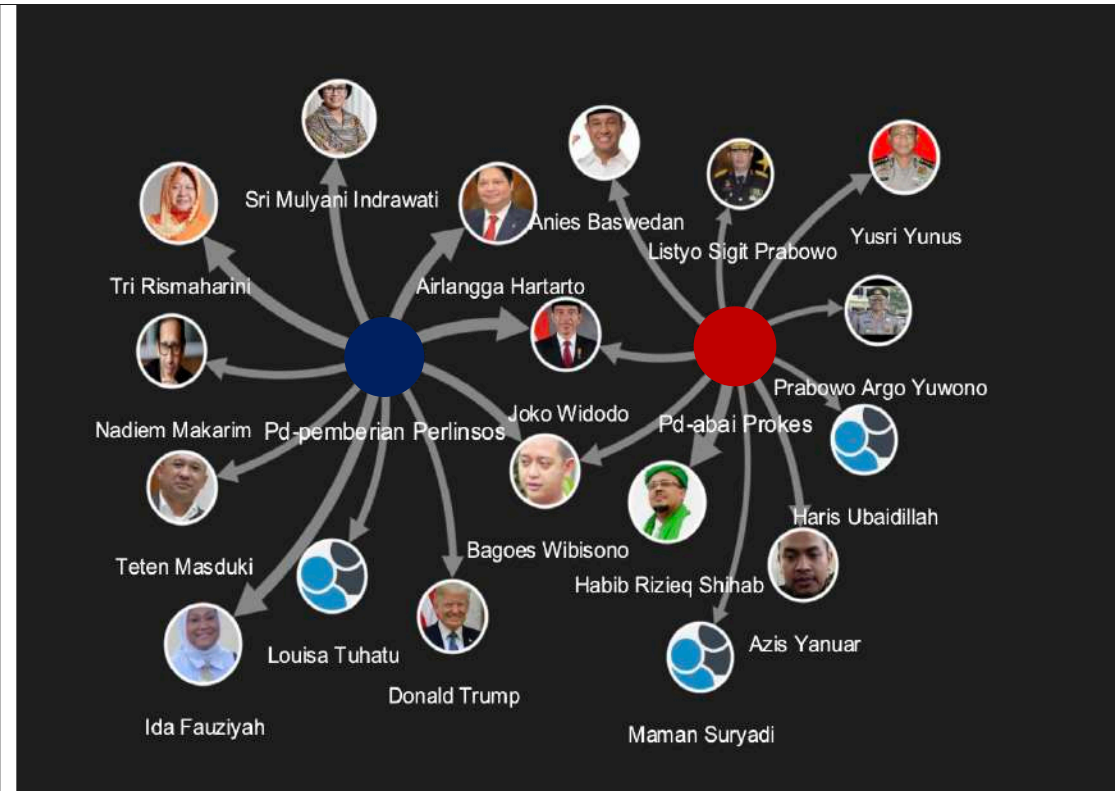 Sri Mulyani Indrawati
Anies Baswedan
Listyo Sigit Prabowo
Yusri Yunus
Tri Rismaharini
Airlangga Hartarto
Prabowo Argo Yuwono
Joko Widodo
Pd-abai Prokes
Nadiem Makarim
Pd-pemberian Perlinsos
Haris Ubaidillah
Bagoes Wibisono
Teten Masduki
Habib Rizieq Shihab
Azis Yanuar
Louisa Tuhatu
Donald Trump
Ida Fauziyah
Maman Suryadi